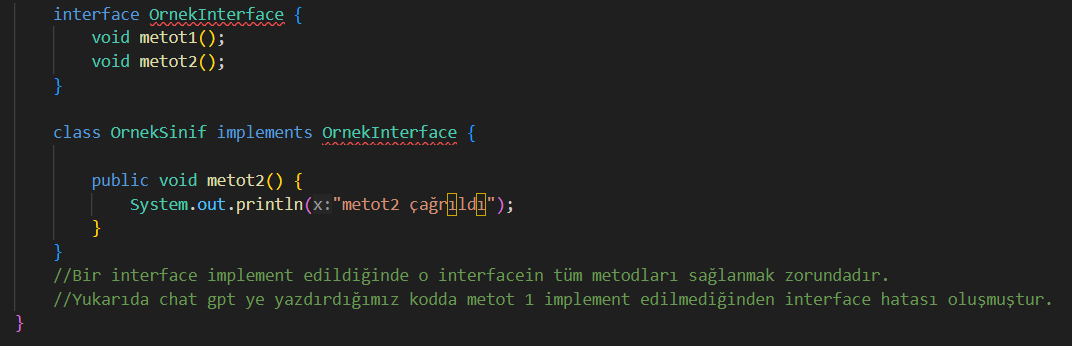 interface OrnekInterface {
void metot1();
void metot2();
}
class OrnekSinif implements OrnekInterface {
public void metot2() {
System.out.println(x:"metot2 çağrıldı");
}
}
//Bir interface implement edildiğinde o interfacein tüm metodları sağlanmak zorundadır.
//Yukarıda chat gpt ye yazdırdığımız kodda metot 1 implement edilmediğinden interface hatası oluşmuştur.
}